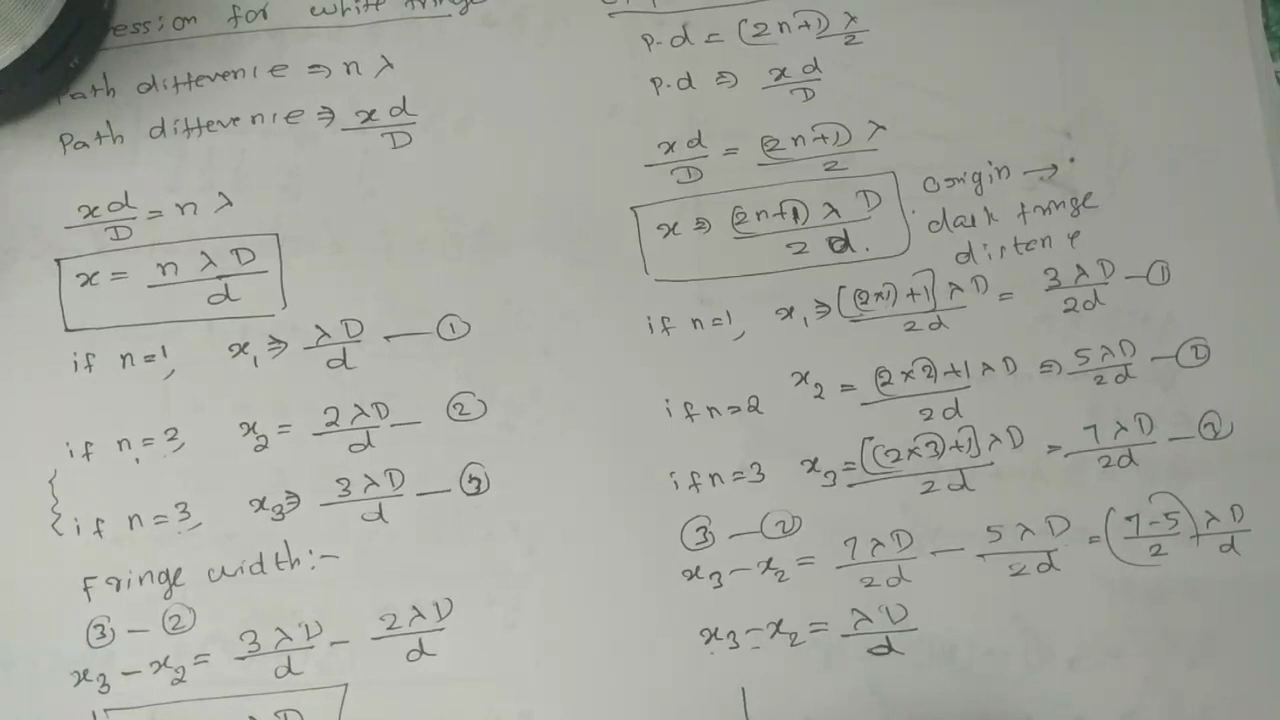 ession for white fringe
Path difference ⇒ nλ
Path difference ⇒ xd/D
xd/D = nλ
x = nλD/d
if n=1, x₁ ⇒ λD/d — ①
if n=2, x₂ = 2λD/d — ②
if n=3, x₃ ⇒ 3λD/d — ③
Fringe width:-
③ - ②
x₃ - x₂ = 3λD/d - 2λD/d
p.d = (2n+1) λ/2
p.d ⇒ xd/D
xd/D = (2n+1) λ/2
x ⇒ (2n+1) λD/2d.
origin →
dark fringe
if n=1, x₁ ⇒ [(2×1)+1] λD/2d = 3λD/2d — ①
if n=2 x₂ = (2×2)+1 λD/2d ⇒ 5λD/2d — ②
if n=3 x₃ = [(2×3)+1] λD/2d = 7λD/2d — ③
③ — ②
x₃ - x₂ = 7λD/2d - 5λD/2d = (7-5/2) λD/d
x₃ - x₂ = λD/d